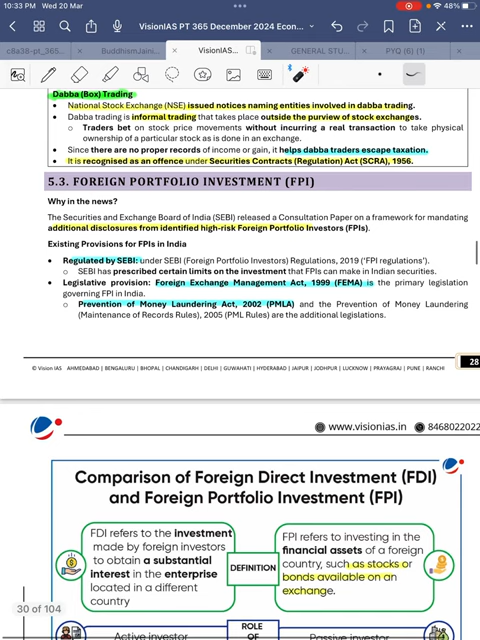 10:33 PM Wed 20 Mar
48%
VisionIAS PT 365 December 2024 Econ...
c8a38-pt_365...
BuddhismJaini...
VisionIAS...
GENERAL STU...
PYQ (6) (1)
Dabba (Box) Trading
• National Stock Exchange (NSE) issued notices naming entities involved in dabba trading.
• Dabba trading is informal trading that takes place outside the purview of stock exchanges.
o Traders bet on stock price movements without incurring a real transaction to take physical
ownership of a particular stock as is done in an exchange.
• Since there are no proper records of income or gain, it helps dabba traders escape taxation.
• It is recognised as an offence under Securities Contracts (Regulation) Act (SCRA), 1956.
5.3. FOREIGN PORTFOLIO INVESTMENT (FPI)
Why in the news?
The Securities and Exchange Board of India (SEBI) released a Consultation Paper on a framework for mandating
additional disclosures from identified high-risk Foreign Portfolio Investors (FPIs).
Existing Provisions for FPIs in India
• Regulated by SEBI: under SEBI (Foreign Portfolio Investors) Regulations, 2019 ('FPI regulations').
o SEBI has prescribed certain limits on the investment that FPIs can make in Indian securities.
• Legislative provision: Foreign Exchange Management Act, 1999 (FEMA) is the primary legislation
governing FPI in India.
o Prevention of Money Laundering Act, 2002 (PMLA) and the Prevention of Money Laundering
(Maintenance of Records Rules), 2005 (PML Rules) are the additional legislations.
© Vision IAS AHMEDABAD | BENGALURU | BHOPAL | CHANDIGARH | DELHI | GUWAHATI | HYDERABAD | JAIPUR | JODHPUR | LUCKNOW | PRAYAGRAJ | PUNE | RANCHI
28
www.visionias.in
8468022022
Comparison of Foreign Direct Investment (FDI)
and Foreign Portfolio Investment (FPI)
FDI refers to the investment
made by foreign investors
to obtain a substantial
interest in the enterprise
located in a different
country
DEFINITION
FPI refers to investing in the
financial assets of a foreign
country, such as stocks or
bonds available on an
exchange.
30 of 104
Active investor
ROLE
OF
Passive investor